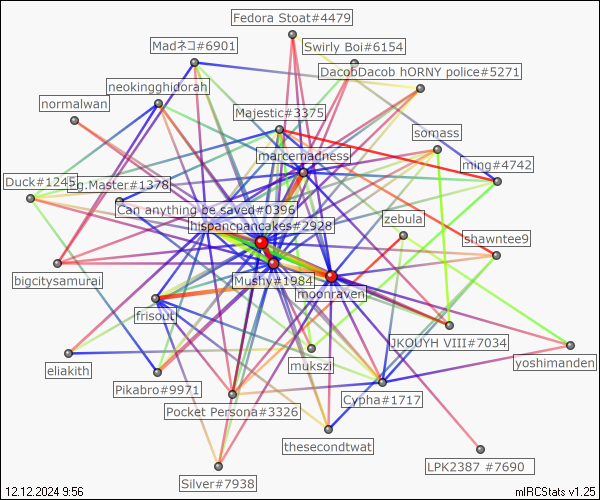 Fedora Stoat#4479
Madネコ#6901
Swirly Boi#6154
DacobDacob hORNY police#5271
neokingghidorah
normalwan
Majestic#3375
somass
marcemadness
ming#4742
Duck#1245
g.Master#1378
Can anything be saved#0396
zebula
hispancpancakes#2928
shawntee9
bigcitysamurai
Mushy#1984
moonraven
frisout
JKOUYH VIII#7034
yoshimanden
eliakith
mukszi
Pikabro#9971
Cypha#1717
Pocket Persona#3326
thesecondtwat
LPK2387 #7690
Silver#7938
12.12.2024 9:56
mIRCStats v1.25